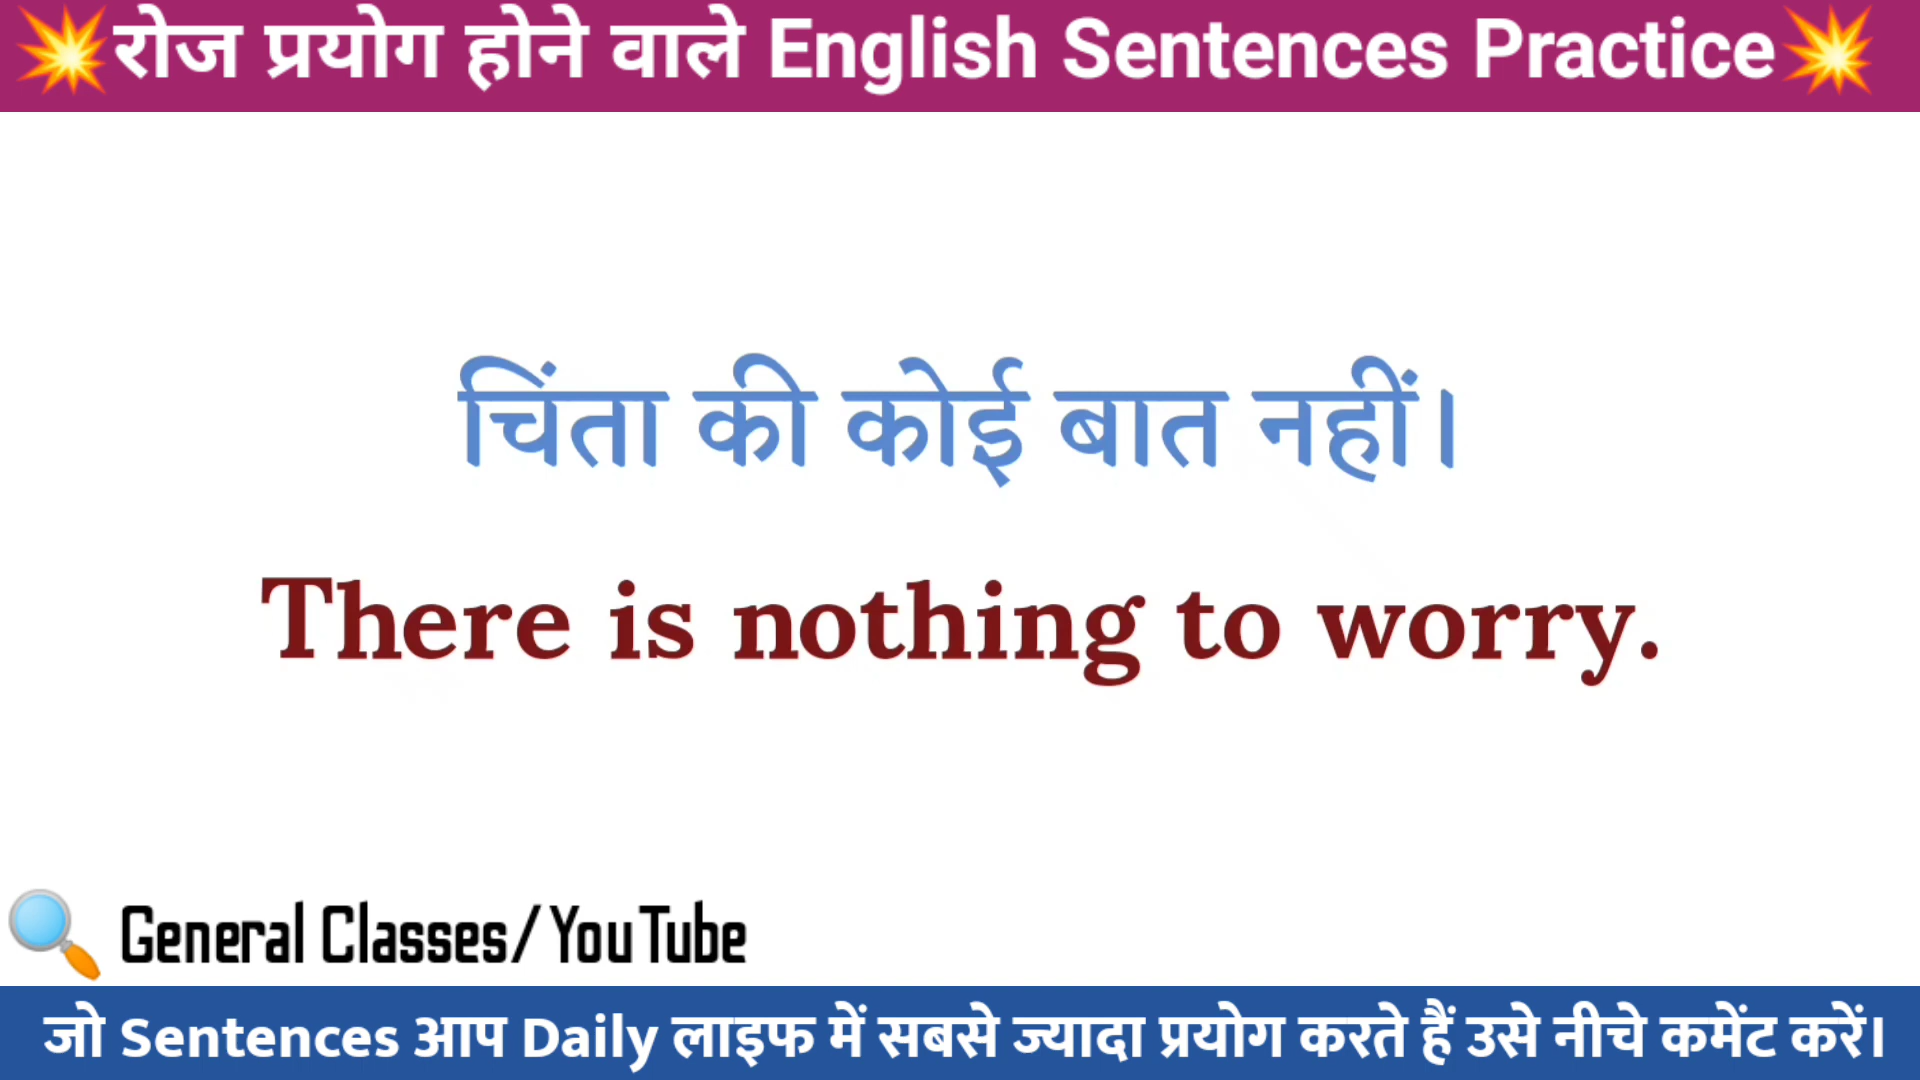 💥रोज प्रयोग होने वाले English Sentences Practice💥
चिंता की कोई बात नहीं।
There is nothing to worry.
General Classes/YouTube
जो Sentences आप Daily लाइफ में सबसे ज्यादा प्रयोग करते हैं उसे नीचे कमेंट करें।